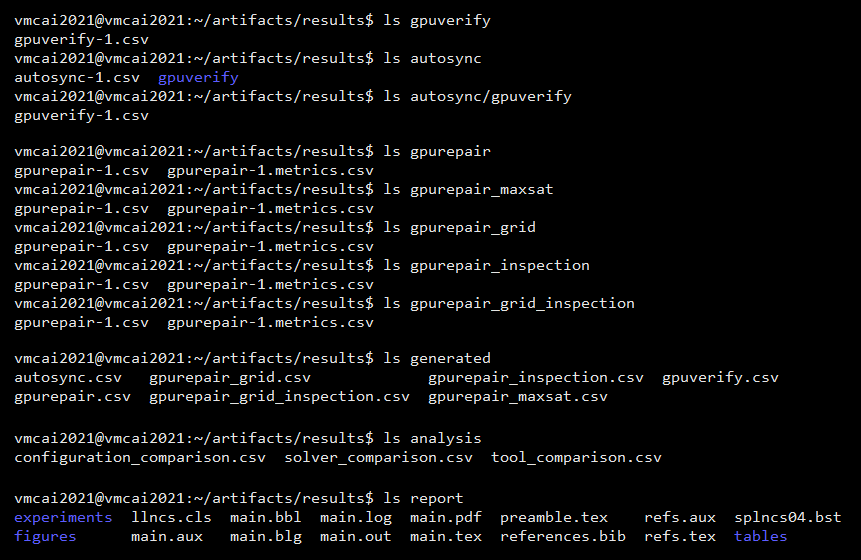 vmcai2021@vmcai2021:~/artifacts/results$ ls gpuverify
gpuverify-1.csv
vmcai2021@vmcai2021:~/artifacts/results$ ls autosync
autosync-1.csv  gpuverify
vmcai2021@vmcai2021:~/artifacts/results$ ls autosync/gpuverify
gpuverify-1.csv
vmcai2021@vmcai2021:~/artifacts/results$ ls gpurepair
gpurepair-1.csv  gpurepair-1.metrics.csv
vmcai2021@vmcai2021:~/artifacts/results$ ls gpurepair_maxsat
gpurepair-1.csv  gpurepair-1.metrics.csv
vmcai2021@vmcai2021:~/artifacts/results$ ls gpurepair_grid
gpurepair-1.csv  gpurepair-1.metrics.csv
vmcai2021@vmcai2021:~/artifacts/results$ ls gpurepair_inspection
gpurepair-1.csv  gpurepair-1.metrics.csv
vmcai2021@vmcai2021:~/artifacts/results$ ls gpurepair_grid_inspection
gpurepair-1.csv  gpurepair-1.metrics.csv
vmcai2021@vmcai2021:~/artifacts/results$ ls generated
autosync.csv   gpurepair_grid.csv             gpurepair_inspection.csv  gpuverify.csv
gpurepair.csv  gpurepair_grid_inspection.csv  gpurepair_maxsat.csv
vmcai2021@vmcai2021:~/artifacts/results$ ls analysis
configuration_comparison.csv  solver_comparison.csv  tool_comparison.csv
vmcai2021@vmcai2021:~/artifacts/results$ ls report
experiments  llncs.cls  main.bbl  main.log  main.pdf  preamble.tex    refs.aux  splncs04.bst
figures      main.aux   main.blg  main.out  main.tex  references.bib  refs.tex  tables